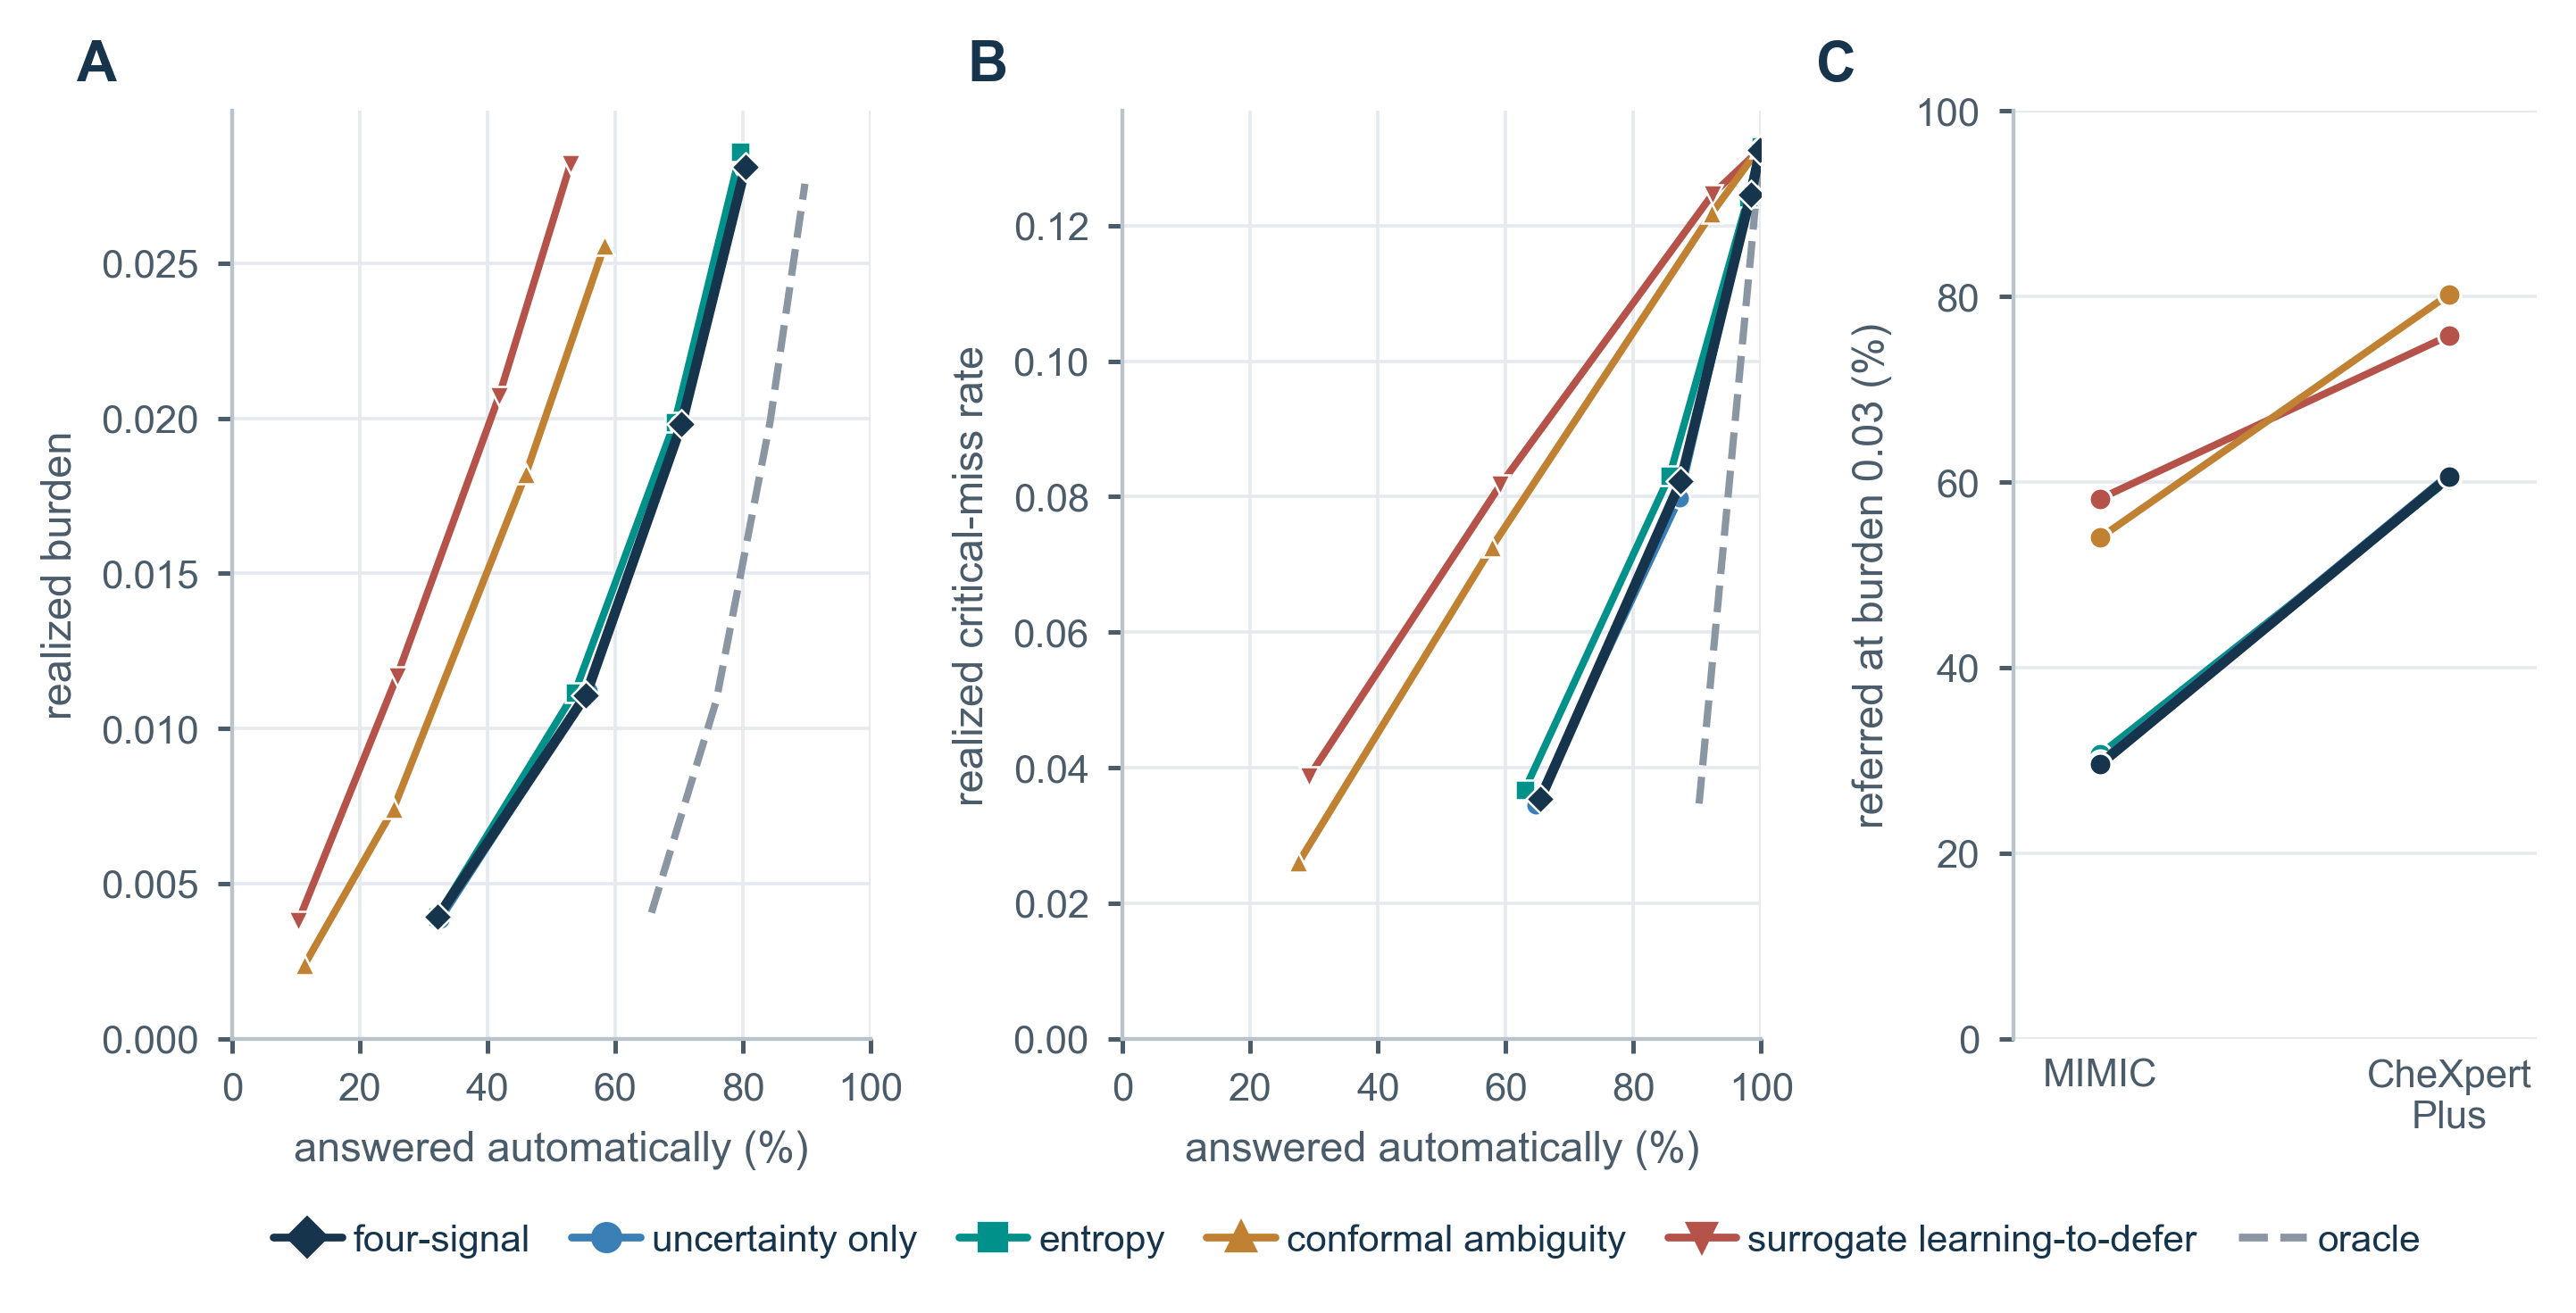 A
B
C
realized burden
0.025
0.020
0.015
0.010
0.005
0.000
0 20 40 60 80 100
answered automatically (%)
realized critical-miss rate
0.12
0.10
0.08
0.06
0.04
0.02
0.00
0 20 40 60 80 100
answered automatically (%)
referred at burden 0.03 (%)
100
80
60
40
20
0
MIMIC
CheXpert
Plus
four-signal
uncertainty only
entropy
conformal ambiguity
surrogate learning-to-defer
oracle